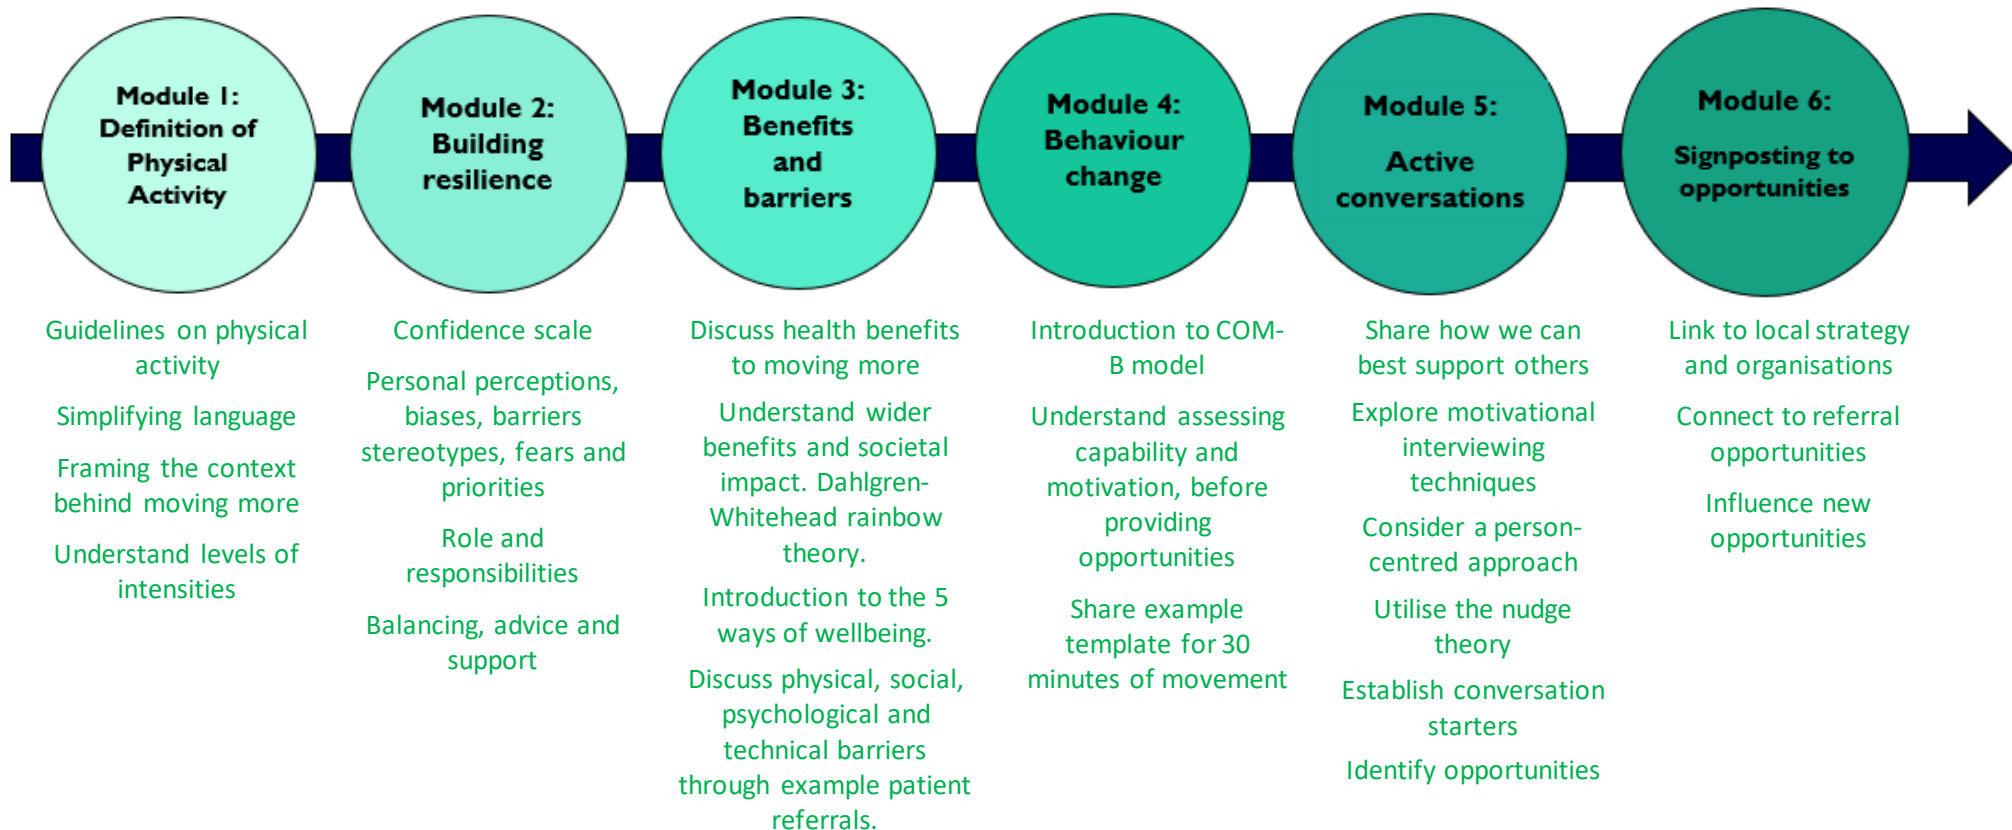 Module 1:
Definition of
Physical
Activity
Module 2:
Building
resilience
Module 3:
Benefits
and
barriers
Module 4:
Behaviour
change
Module 5:
Active
conversations
Module 6:
Signposting to
opportunities
Guidelines on physical
activity
Simplifying language
Framing the context
behind moving more
Understand levels of
intensities
Confidence scale
Personal perceptions,
biases, barriers
stereotypes, fears and
priorities
Role and
responsibilities
Balancing, advice and
support
Discuss health benefits
to moving more
Understand wider
benefits and societal
impact. Dahlgren-
Whitehead rainbow
theory.
Introduction to the 5
ways of wellbeing.
Discuss physical, social,
psychological and
technical barriers
through example patient
referrals.
Introduction to COM-
B model
Understand assessing
capability and
motivation, before
providing
opportunities
Share example
template for 30
minutes of movement
Share how we can
best support others
Explore motivational
interviewing
techniques
Consider a person-
centred approach
Utilise the nudge
theory
Establish conversation
starters
Identify opportunities
Link to local strategy
and organisations
Connect to referral
opportunities
Influence new
opportunities